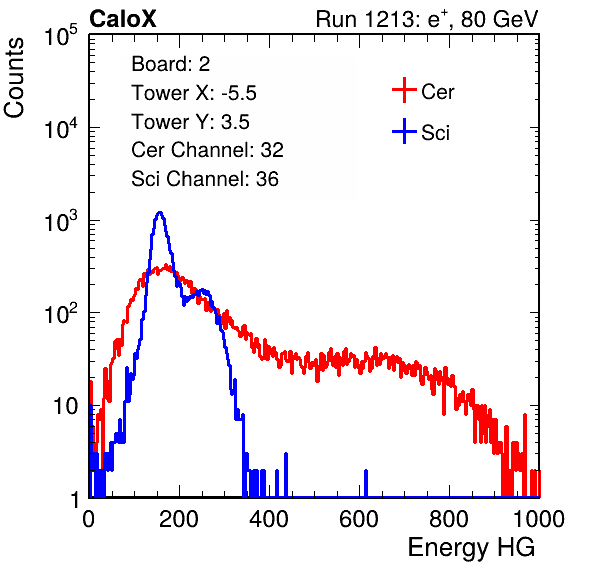 CaloX Run 1213: e⁺, 80 GeV
Counts
10⁵
10⁴
10³
10²
10
1
Board: 2
Tower X: -5.5
Tower Y: 3.5
Cer Channel: 32
Sci Channel: 36
Cer
Sci
0 200 400 600 800 1000
Energy HG